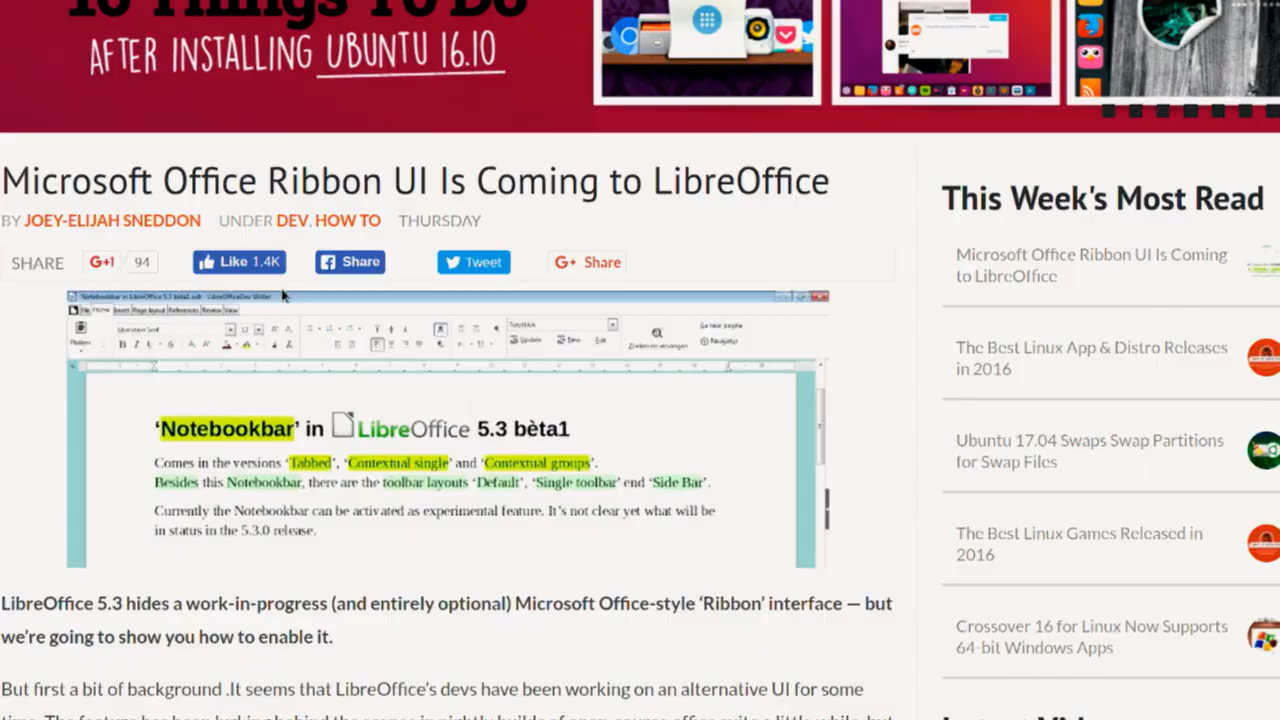 10 Things To Do
AFTER INSTALLING UBUNTU 16.10
Microsoft Office Ribbon UI Is Coming to LibreOffice
BY JOEY-ELIJAH SNEDDON UNDER DEV, HOW TO THURSDAY
SHARE G+1 94 Like 1.4K Share Tweet G+ Share
'Notebookbar' in LibreOffice 5.3 bèta1
Comes in the versions 'Tabbed', 'Contextual single' and 'Contextual groups'.
Besides this Notebookbar, there are the toolbar layouts 'Default', 'Single toolbar' end 'Side Bar'.
Currently the Notebookbar can be activated as experimental feature. It's not clear yet what will be
in status in the 5.3.0 release.
LibreOffice 5.3 hides a work-in-progress (and entirely optional) Microsoft Office-style 'Ribbon' interface — but
we're going to show you how to enable it.
But first a bit of background .It seems that LibreOffice's devs have been working on an alternative UI for some
This Week's Most Read
Microsoft Office Ribbon UI Is Coming
to LibreOffice
The Best Linux App & Distro Releases
in 2016
Ubuntu 17.04 Swaps Swap Partitions
for Swap Files
The Best Linux Games Released in
2016
Crossover 16 for Linux Now Supports
64-bit Windows Apps